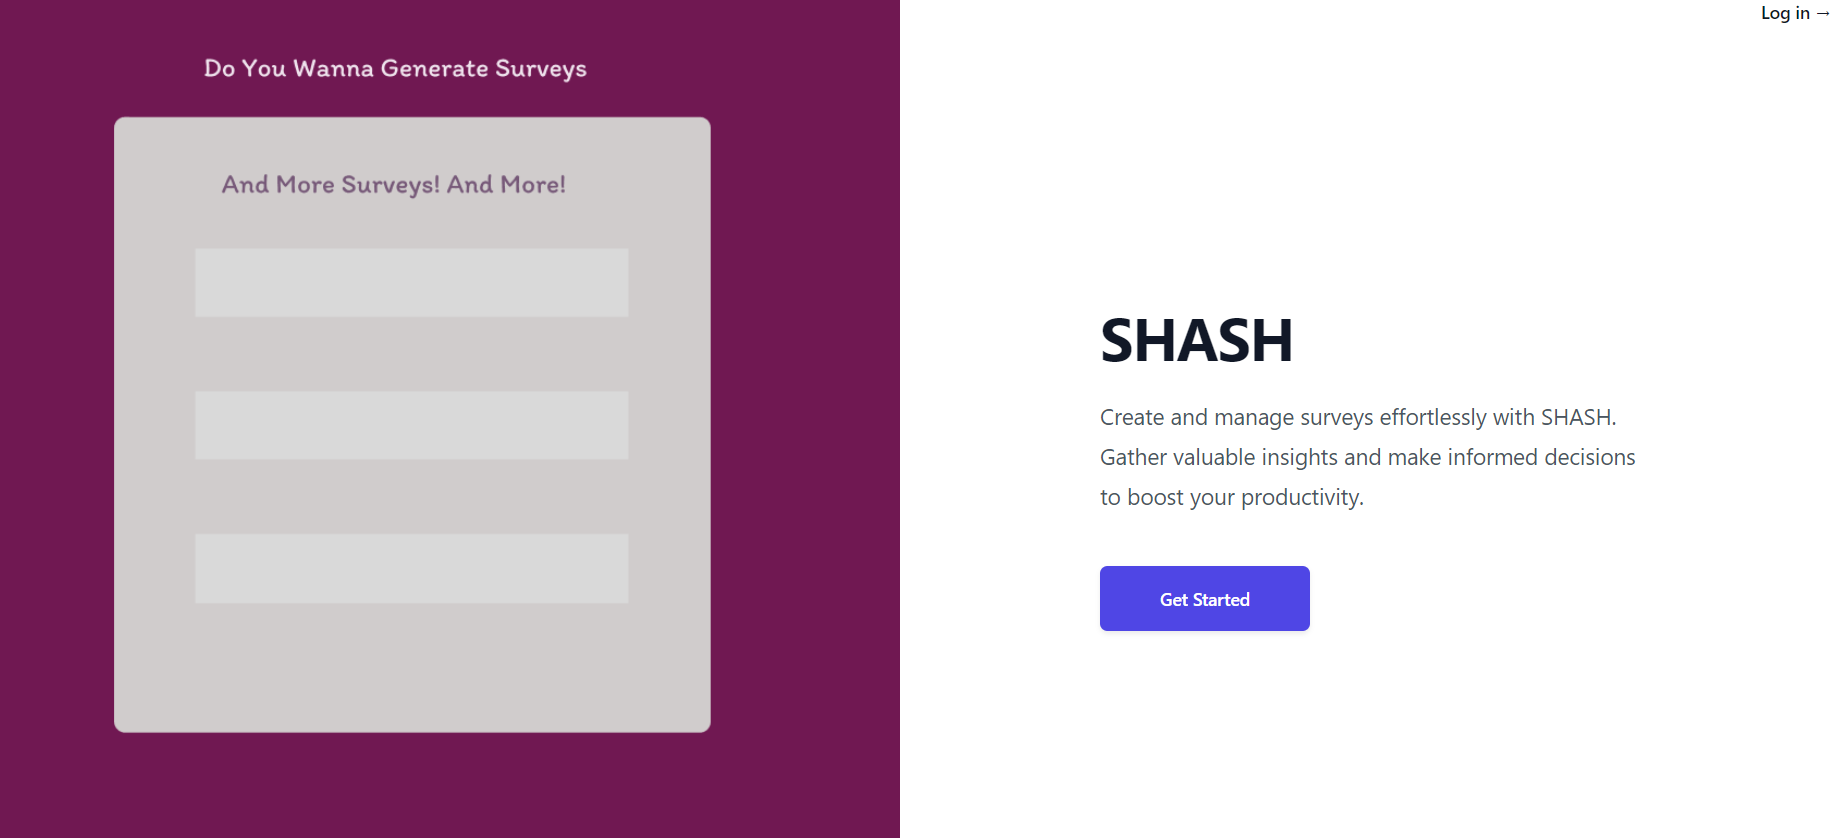 Do You Wanna Generate Surveys
And More Surveys! And More!
Log in →
SHASH
Create and manage surveys effortlessly with SHASH.
Gather valuable insights and make informed decisions
to boost your productivity.
Get Started